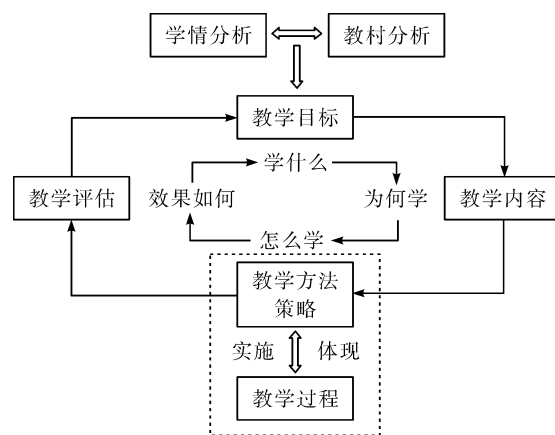 学情分析 教村分析
教学目标
学什么
教学评估 效果如何 为何学 教学内容
怎么学
教学方法
策略
实施 体现
教学过程